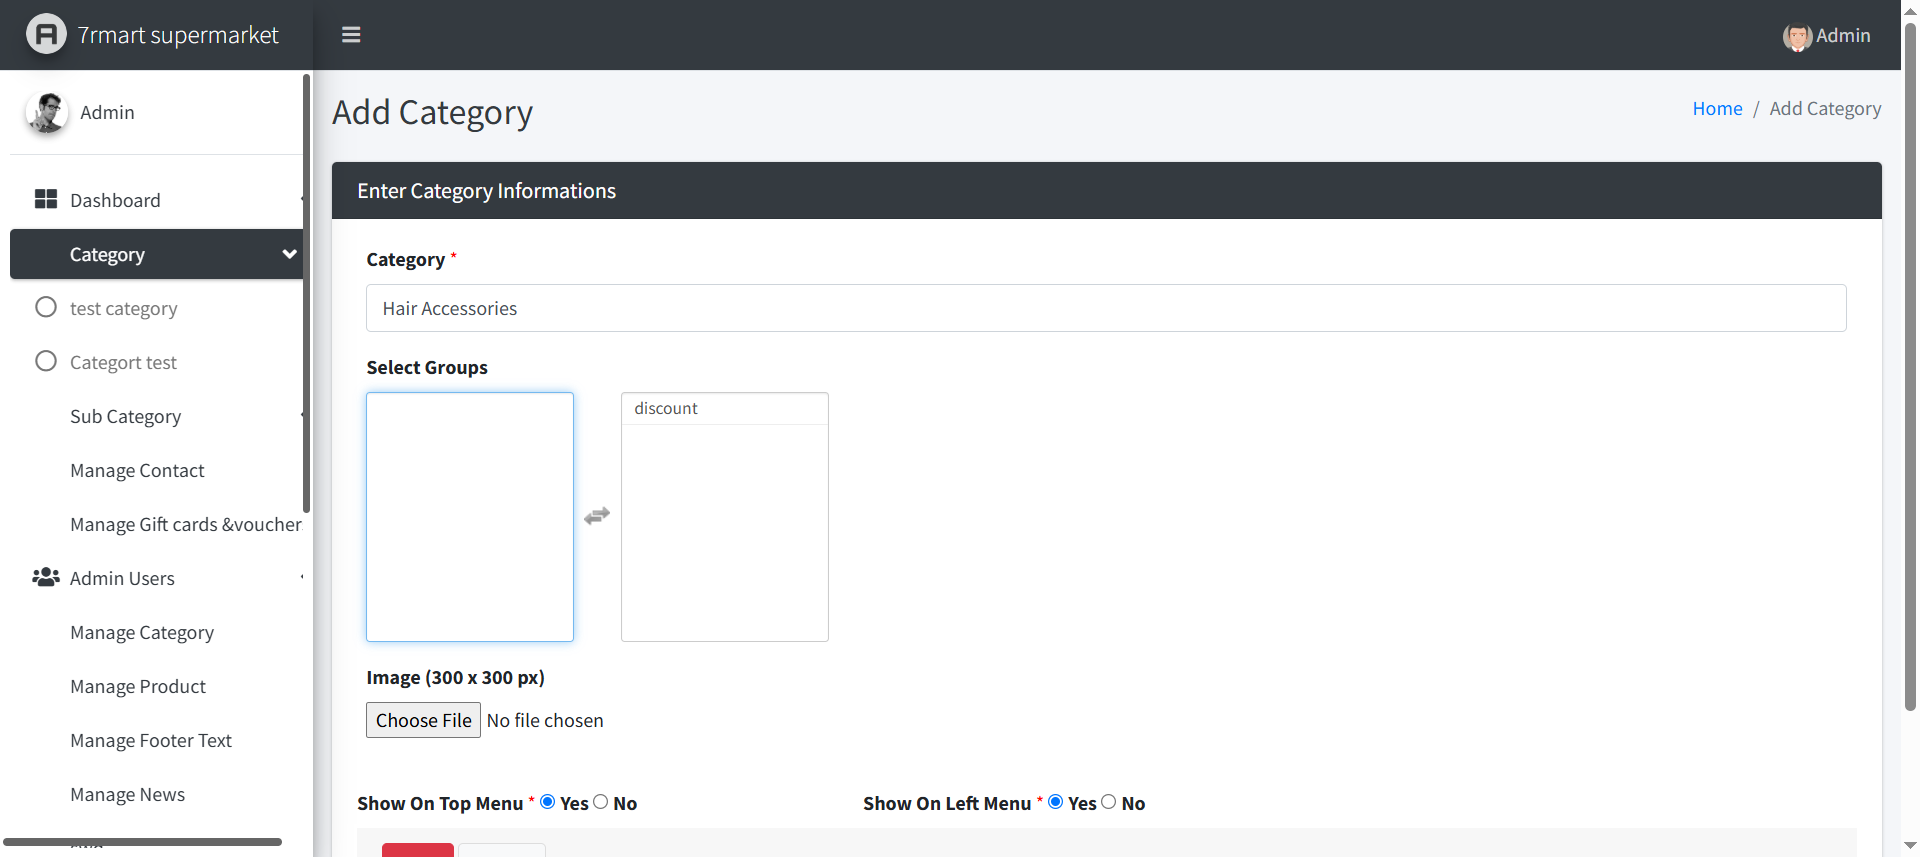 7rmart supermarket
Admin
Admin
Add Category
Home / Add Category
Dashboard
Category
test category
Categort test
Sub Category
Manage Contact
Manage Gift cards &voucher
Admin Users
Manage Category
Manage Product
Manage Footer Text
Manage News
Enter Category Informations
Category *
Hair Accessories
Select Groups
discount
Image (300 x 300 px)
Choose File No file chosen
Show On Top Menu * Yes No
Show On Left Menu * Yes No